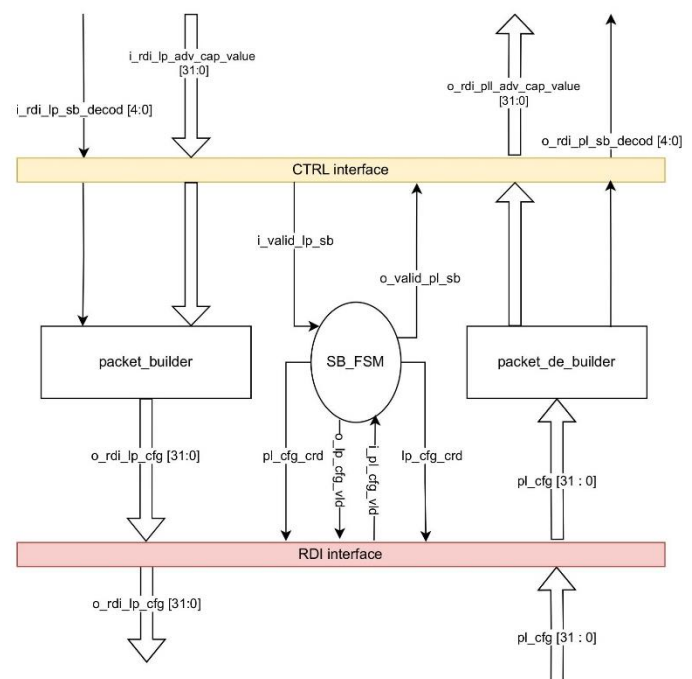 i_rdi_lp_adv_cap_value
[31:0]
o_rdi_pll_adv_cap_value
[31:0]
i_rdi_lp_sb_decod [4:0]
o_rdi_pl_sb_decod [4:0]
CTRL interface
i_valid_lp_sb
o_valid_pl_sb
packet_builder
SB_FSM
packet_de_builder
o_rdi_lp_cfg [31:0]
pl_cfg_crd
o_lp_cfg_vld
i_pl_cfg_vld
lp_cfg_crd
pl_cfg [31 : 0]
RDI interface
o_rdi_lp_cfg [31:0]
pl_cfg [31 : 0]